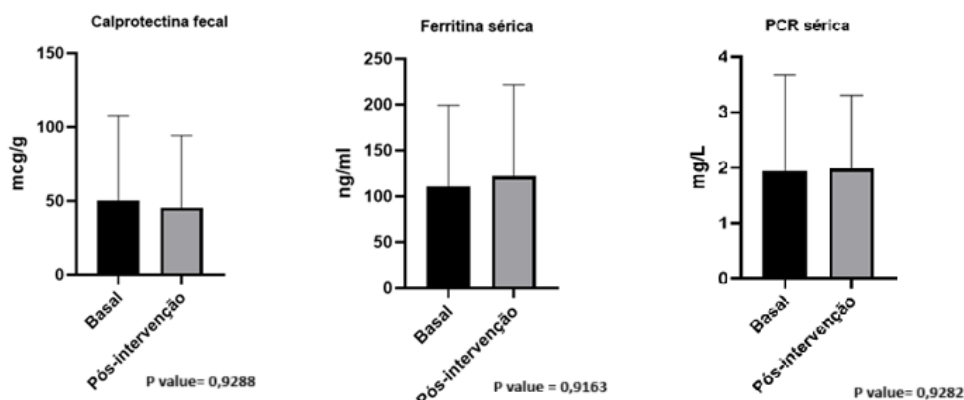 Calprotectina fecal
150
100
50
0
mcg/g
Basal
Pós-intervenção
P value= 0,9288
Ferritina sérica
250
200
150
100
50
0
ng/ml
Basal
Pós-intervenção
P value = 0,9163
PCR sérica
4
3
2
1
0
mg/L
Basal
Pós-intervenção
P value= 0,9282